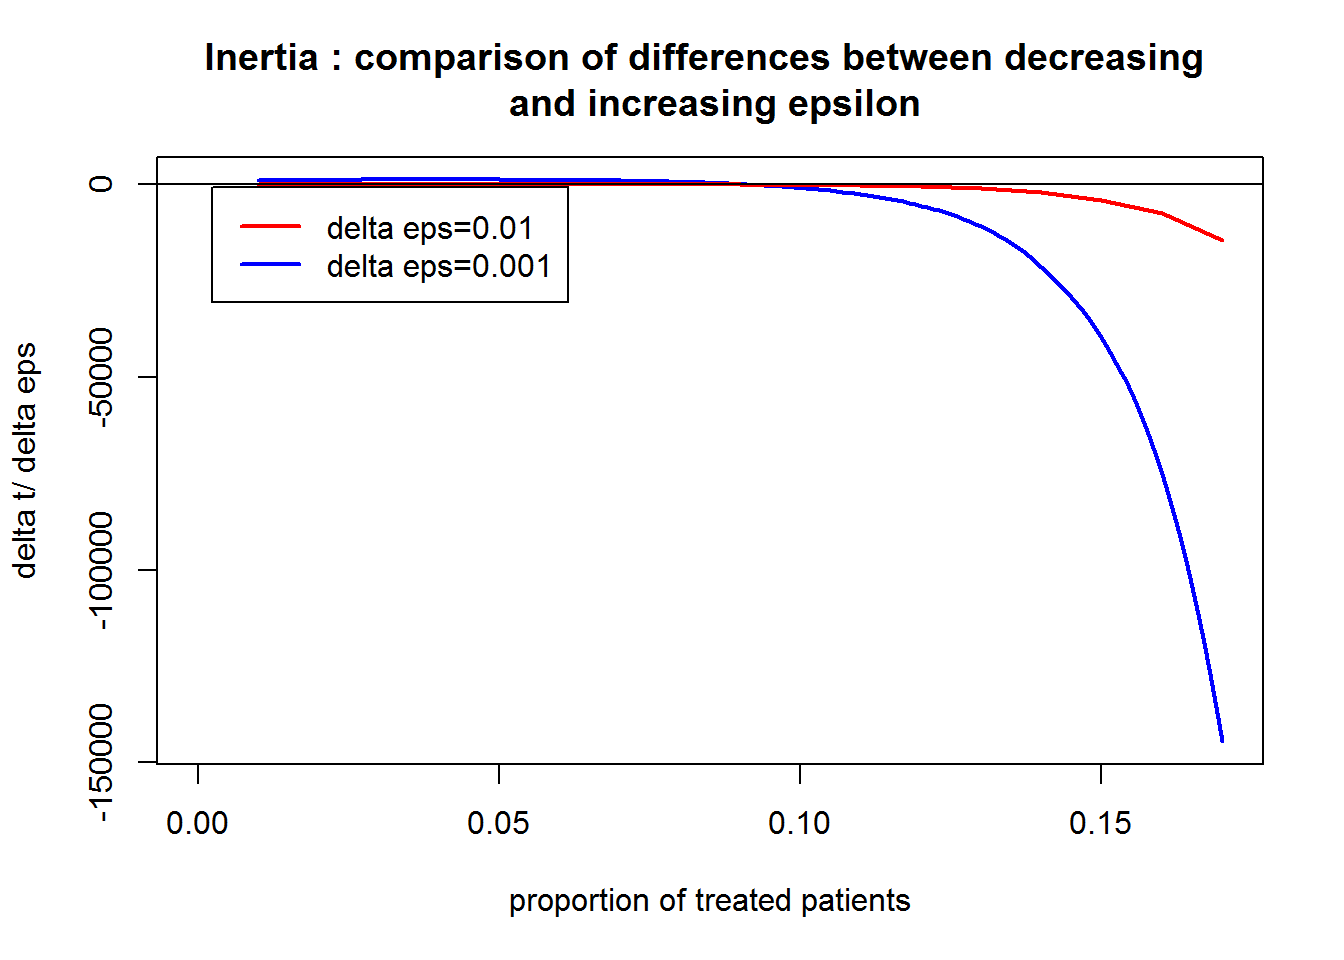 Inertia : comparison of differences between decreasing
and increasing epsilon
delta t/ delta eps
0
-50000
-100000
-150000
delta eps=0.01
delta eps=0.001
0.00 0.05 0.10 0.15
proportion of treated patients